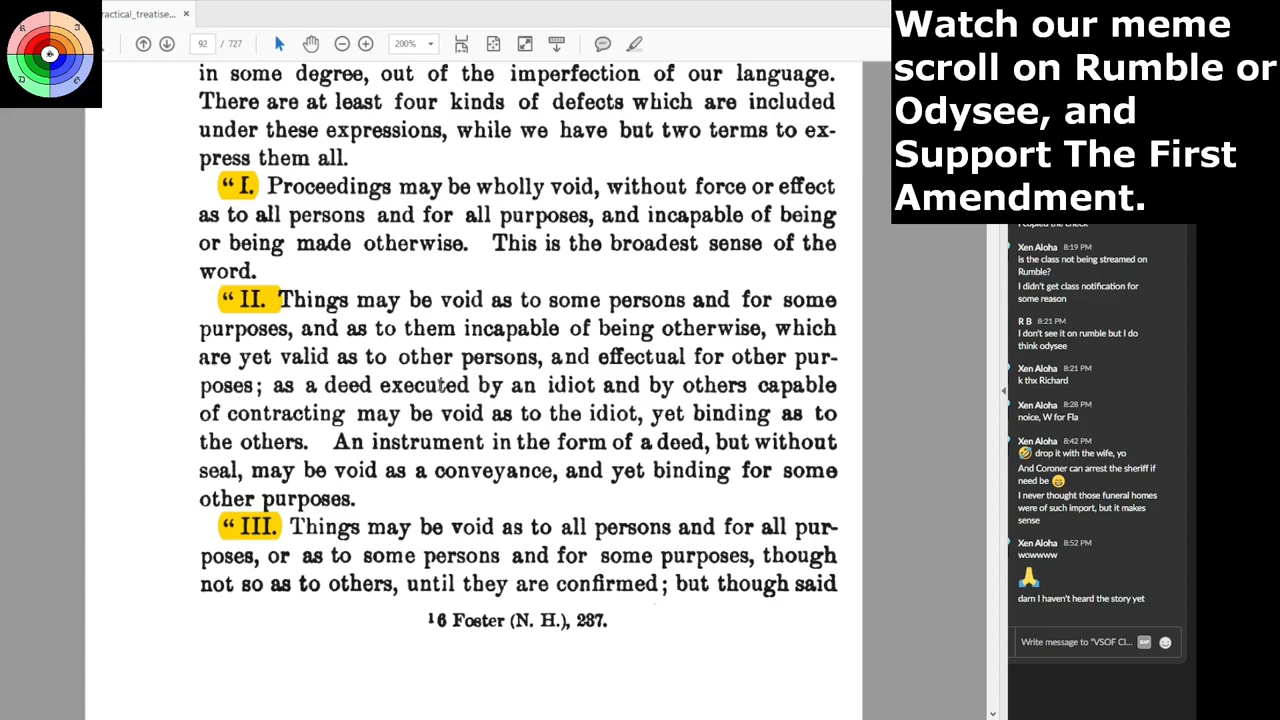 ractical_treatise...
92 / 727
200%
in some degree, out of the imperfection of our language.
There are at least four kinds of defects which are included
under these expressions, while we have but two terms to ex-
press them all.
“ I. Proceedings may be wholly void, without force or effect
as to all persons and for all purposes, and incapable of being
or being made otherwise. This is the broadest sense of the
word.
“ II. Things may be void as to some persons and for some
purposes, and as to them incapable of being otherwise, which
are yet valid as to other persons, and effectual for other pur-
poses; as a deed executed by an idiot and by others capable
of contracting may be void as to the idiot, yet binding as to
the others. An instrument in the form of a deed, but without
seal, may be void as a conveyance, and yet binding for some
other purposes.
“ III. Things may be void as to all persons and for all pur-
poses, or as to some persons and for some purposes, though
not so as to others, until they are confirmed; but though said
¹6 Foster (N. H.), 237.
Watch our meme
scroll on Rumble or
Odysee, and
Support The First
Amendment.
I copied the check
Xen Aloha 8:19 PM
is the class not being streamed on
Rumble?
I didn't get class notification for
some reason
R B 8:21 PM
I don't see it on rumble but I do
think odysee
Xen Aloha 8:21 PM
k thx Richard
Xen Aloha 8:28 PM
noice, W for Fla
Xen Aloha 8:42 PM
🤣 drop it with the wife, yo
And Coroner can arrest the sheriff if
need be 😄
I never thought those funeral homes
were of such import, but it makes
sense
Xen Aloha 8:52 PM
wowwww
🙏
darn I haven't heard the story yet
Write message to "VSOF Cl...
GIF